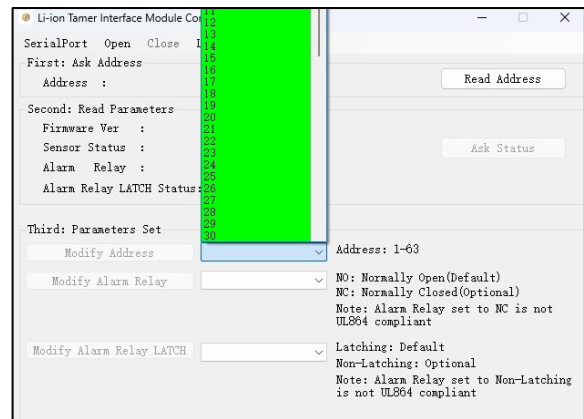 Li-ion Tamer Interface Module Co
SerialPort Open Close
First: Ask Address
Address :
Read Address
Second: Read Parameters
Firmware Ver :
Sensor Status :
Alarm Relay :
Alarm Relay LATCH Status:
Ask Status
11
12
13
14
15
16
17
18
19
20
21
22
23
24
25
26
27
28
29
30
Third: Parameters Set
Modify Address
Address: 1-63
Modify Alarm Relay
NO: Normally Open(Default)
NC: Normally Closed(Optional)
Note: Alarm Relay set to NC is not
UL864 compliant
Modify Alarm Relay LATCH
Latching: Default
Non-Latching: Optional
Note: Alarm Relay set to Non-Latching
is not UL864 compliant